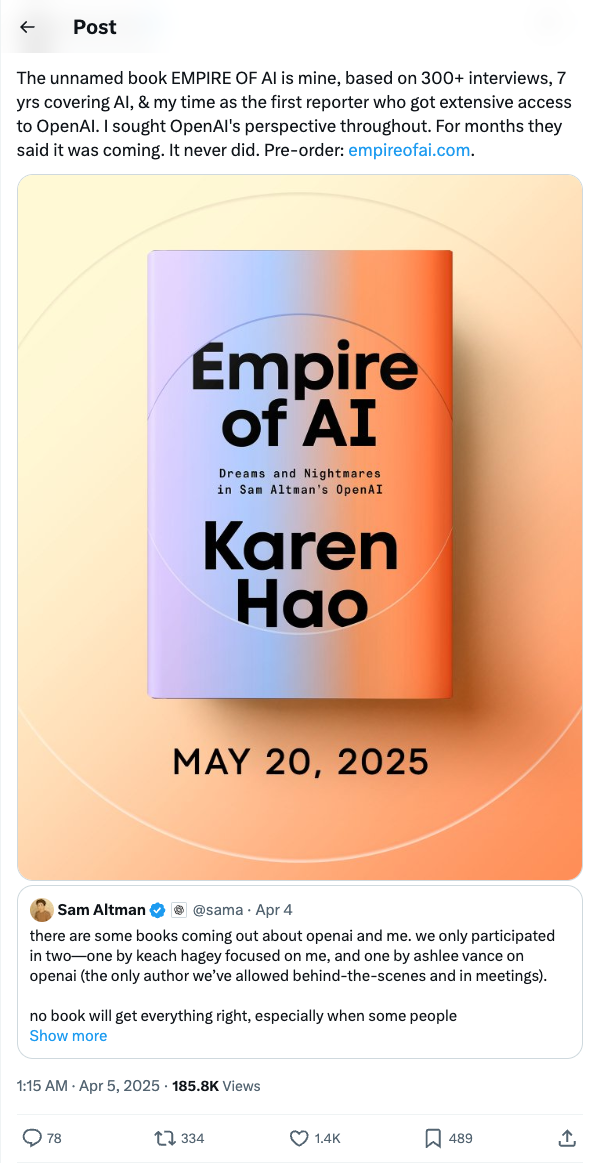 Post
The unnamed book EMPIRE OF AI is mine, based on 300+ interviews, 7
yrs covering AI, & my time as the first reporter who got extensive access
to OpenAI. I sought OpenAI's perspective throughout. For months they
said it was coming. It never did. Pre-order: empireofai.com.
Empire
of AI
Dreams and Nightmares
in Sam Altman's OpenAI
Karen
Hao
MAY 20, 2025
Sam Altman @sama · Apr 4
there are some books coming out about openai and me. we only participated
in two—one by keach hagey focused on me, and one by ashlee vance on
openai (the only author we’ve allowed behind-the-scenes and in meetings).
no book will get everything right, especially when some people
Show more
1:15 AM · Apr 5, 2025 · 185.8K Views
78 334 1.4K 489